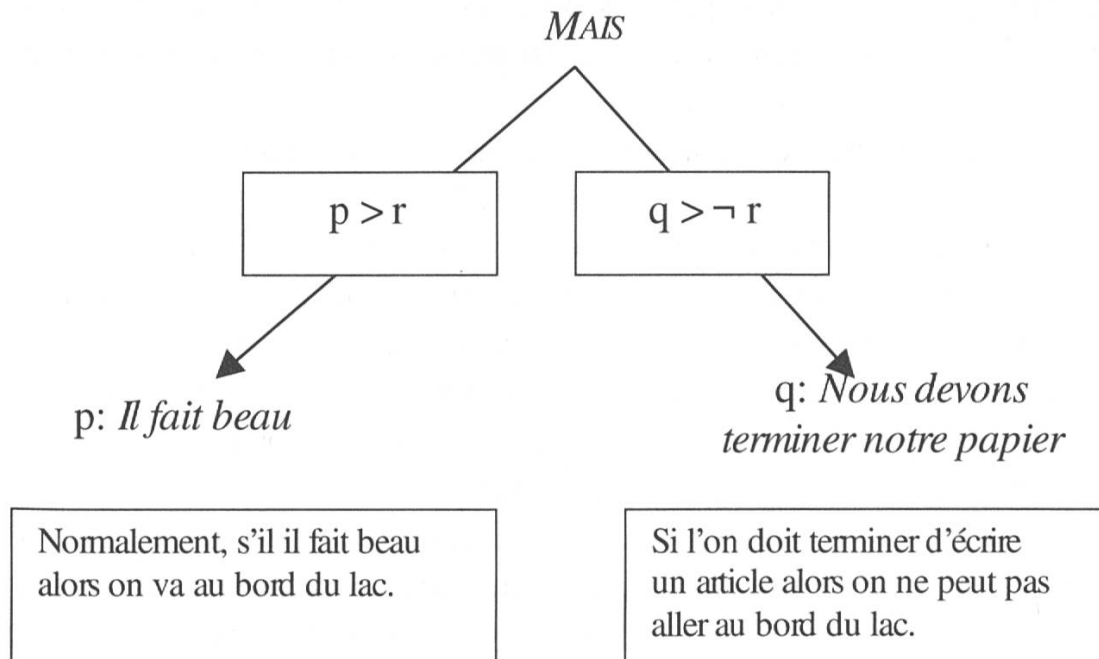 MAIS
p > r
q > ¬ r
p: Il fait beau
q: Nous devons
terminer notre papier
Normalement, s'il il fait beau
alors on va au bord du lac.
Si l'on doit terminer d'écrire
un article alors on ne peut pas
aller au bord du lac.